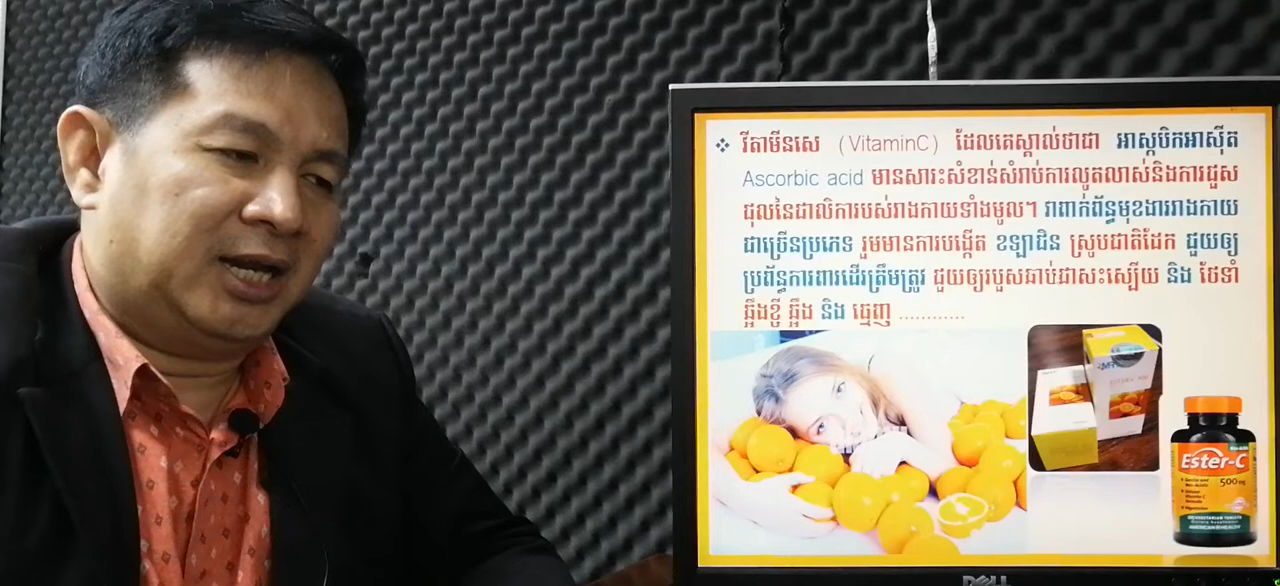 វីតាមីនសេ (VitaminC) ដែលគេស្គាល់ថាជា អាស្កបិកអាស៊ីត
Ascorbic acid មានសារៈសំខាន់សំរាប់ការលូតលាស់និងការជួស
ជុលនៃជាលិការបស់រាងកាយទាំងមូល។ វាពាក់ព័ន្ធមុខងាររាងកាយ
ជាច្រើនប្រភេទ រួមមានការបង្កើត ខឡាជិន ស្រូបជាតិដែក ជួយឲ្យ
ប្រព័ន្ធការពារដើរត្រឹមត្រូវ ជួយឲ្យរបួសឆាប់ជាសះស្បើយ និង ថែទាំ
ឆ្អឹងខ្ចី ឆ្អឹង និង ធ្មេញ ............
Ester-C
500mg
AMERICAN HEALTH
DELL